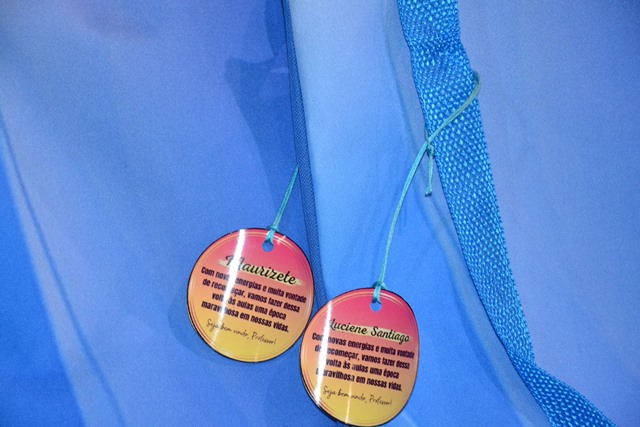 Maurizete
Com novas energias e muita vontade
de recomeçar, vamos fazer dessa
volta às aulas uma época
maravilhosa em nossas vidas.
Seja bem vindo, Professor!
Luciene Santiago
Com novas energias e muita vontade
de recomeçar, vamos fazer dessa
volta às aulas uma época
maravilhosa em nossas vidas.
Seja bem vindo, Professor!